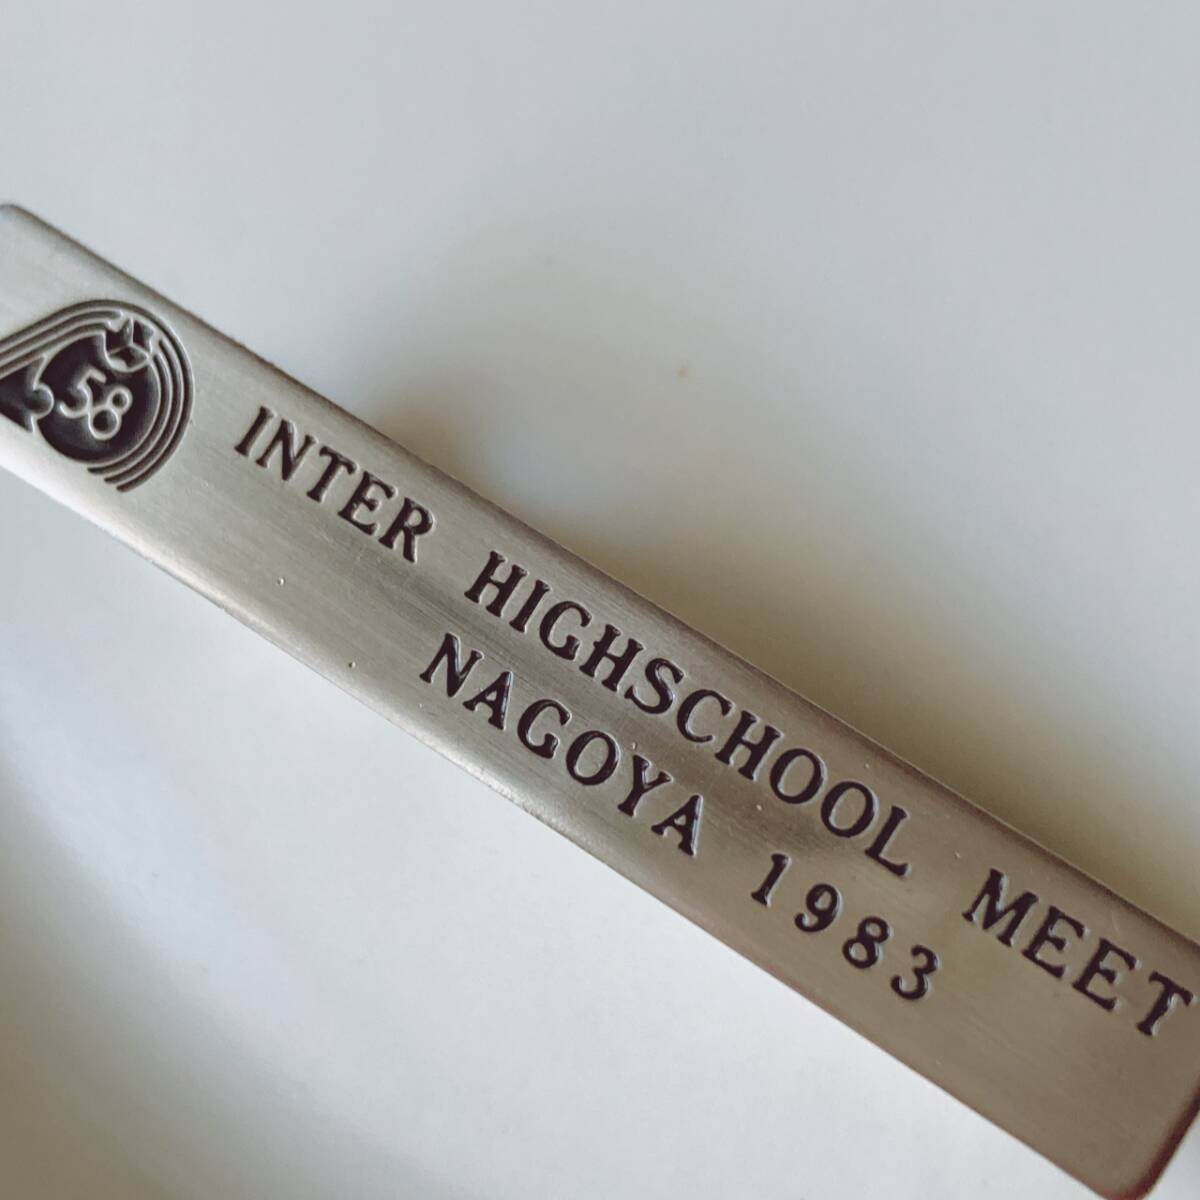 58
INTER HIGHSCHOOL MEET
NAGOYA 1983